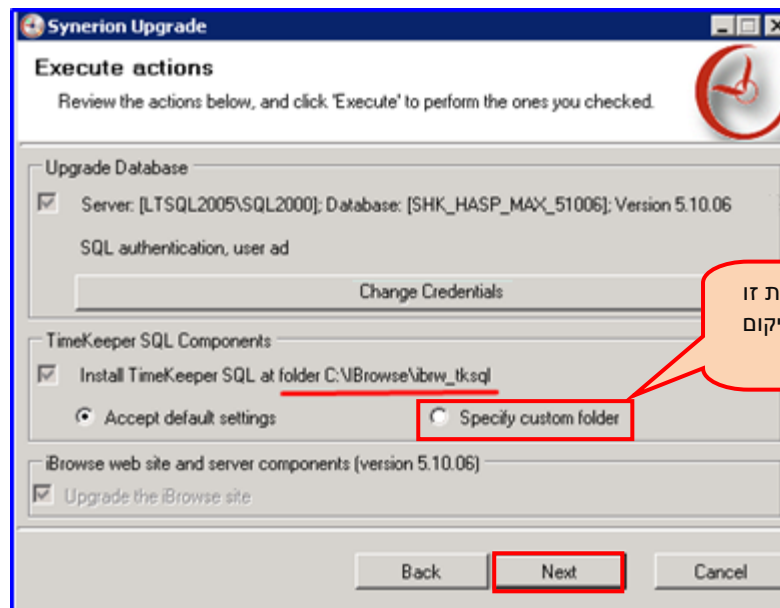 Synerion Upgrade
Execute actions
Review the actions below, and click 'Execute' to perform the ones you checked.
Upgrade Database
Server: [LTSQL2005\SQL2000]; Database: [SHK_HASP_MAX_51006]; Version 5.10.06
SQL authentication, user ad
Change Credentials
ת זו
יקום
TimeKeeper SQL Components
Install TimeKeeper SQL at folder C:\IBrowse\ibrw_tksql
Accept default settings
Specify custom folder
iBrowse web site and server components (version 5.10.06)
Upgrade the iBrowse site
Back
Next
Cancel